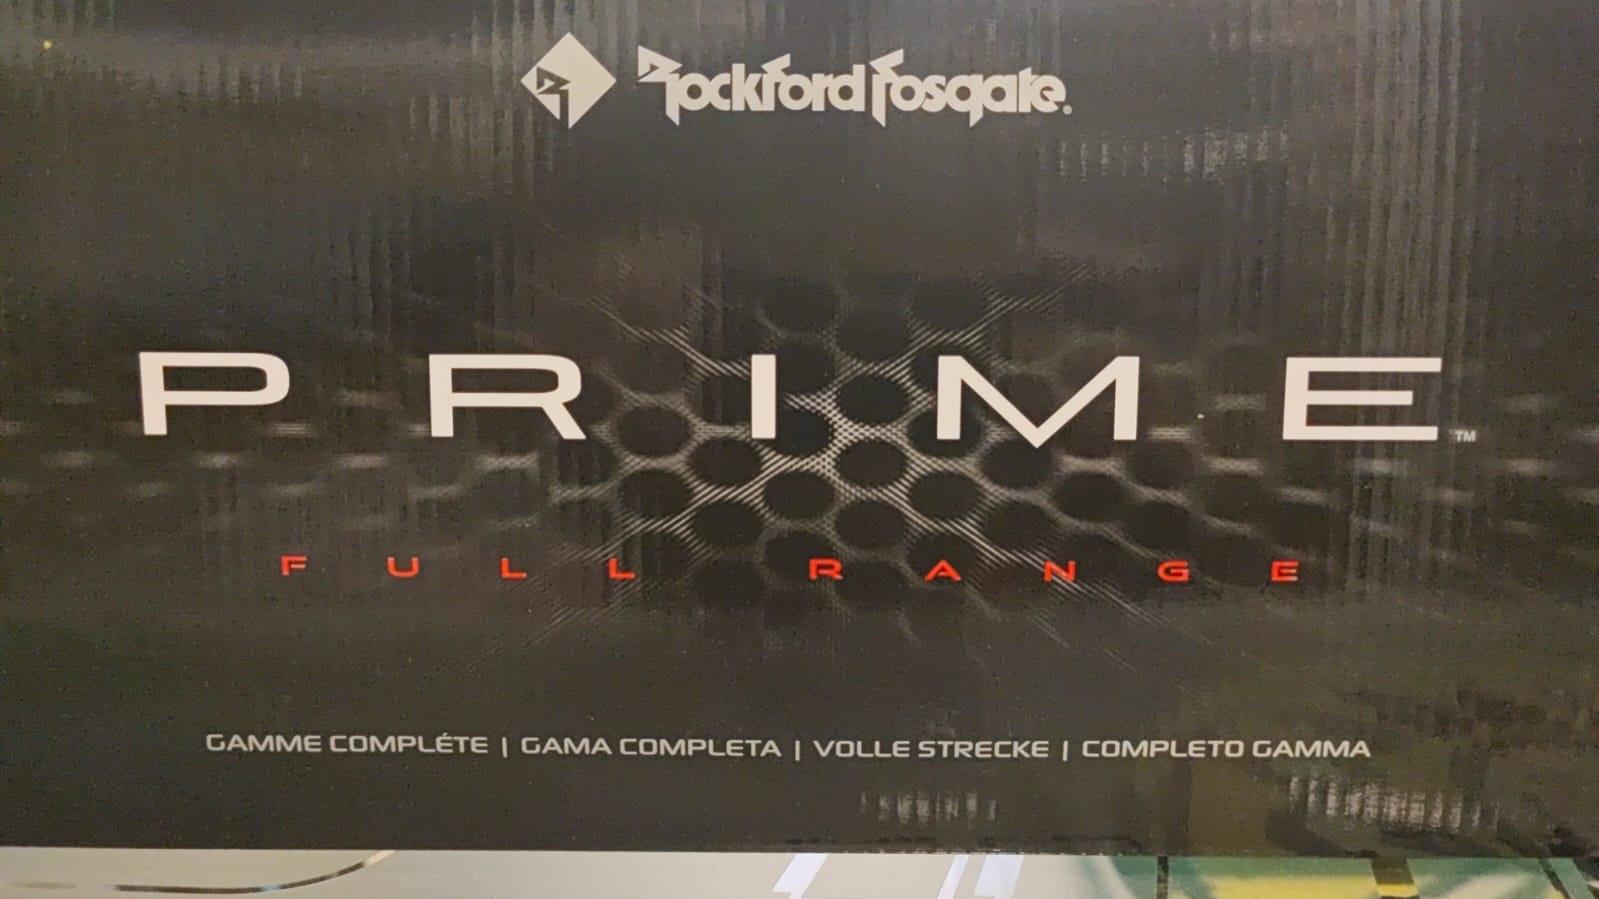 Rockford Fosgate®
PRIME™
FULL RANGE
GAMME COMPLÉTE | GAMA COMPLETA | VOLLE STRECKE | COMPLETO GAMMA